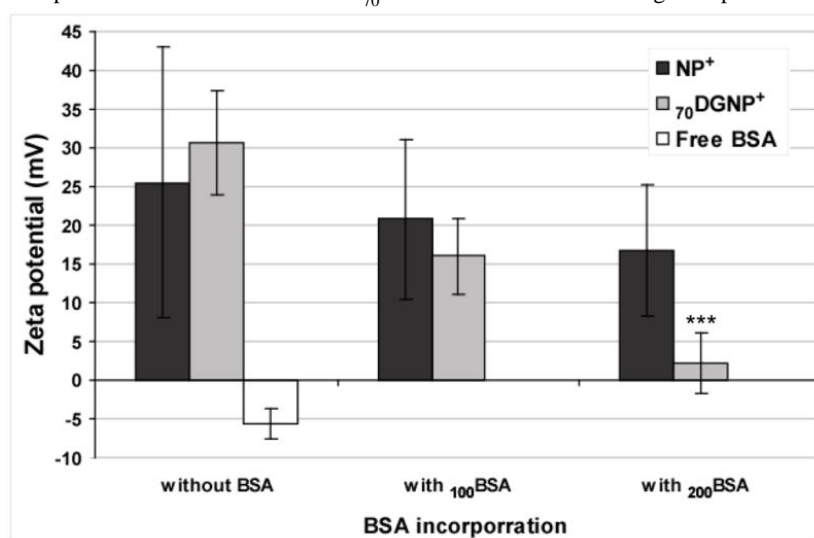 70
45
40
35
30
25
20
15
10
5
0
-5
-10
Zeta potential (mV)
NP+
70DGNP+
Free BSA
***
without BSA
with 100BSA
with 200BSA
BSA incorporration